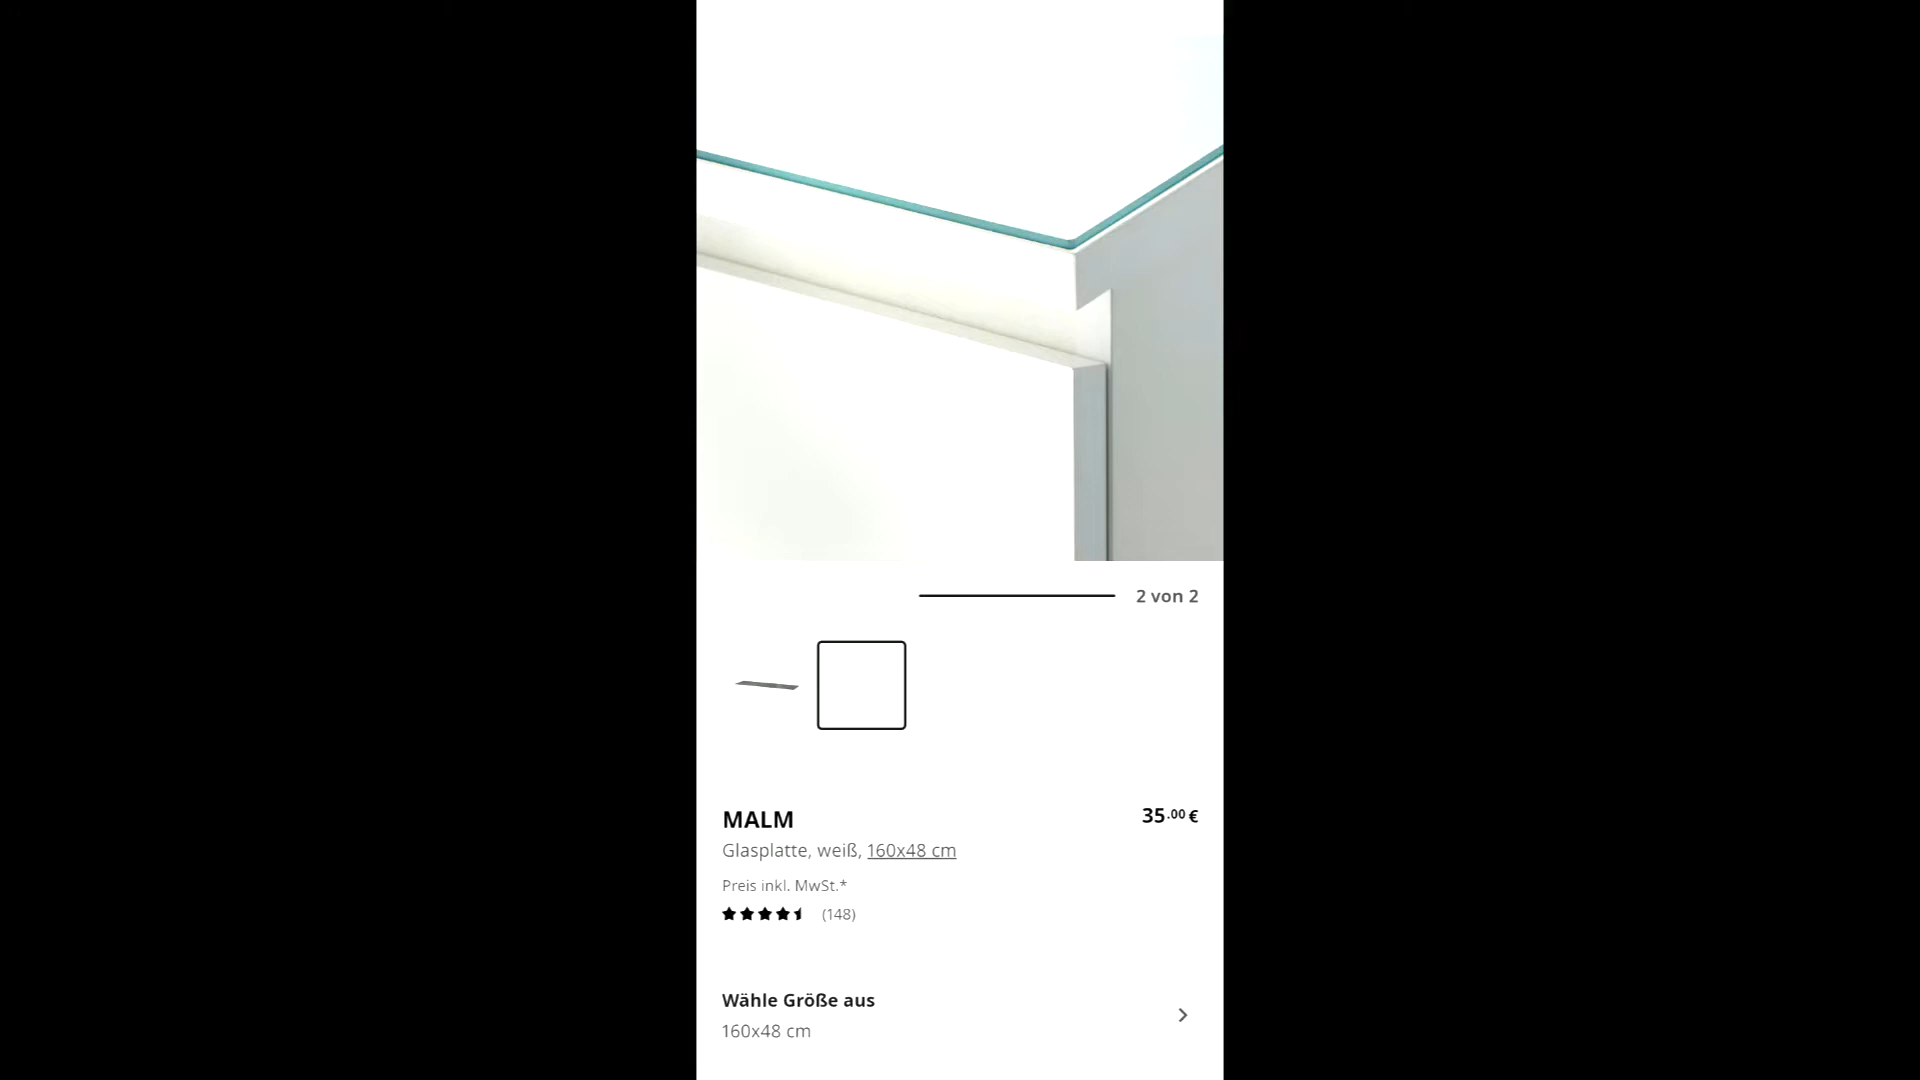 2 von 2
MALM
35.00 €
Glasplatte, weiß, 160x48 cm
Preis inkl. MwSt.*
(148)
Wähle Größe aus
160x48 cm